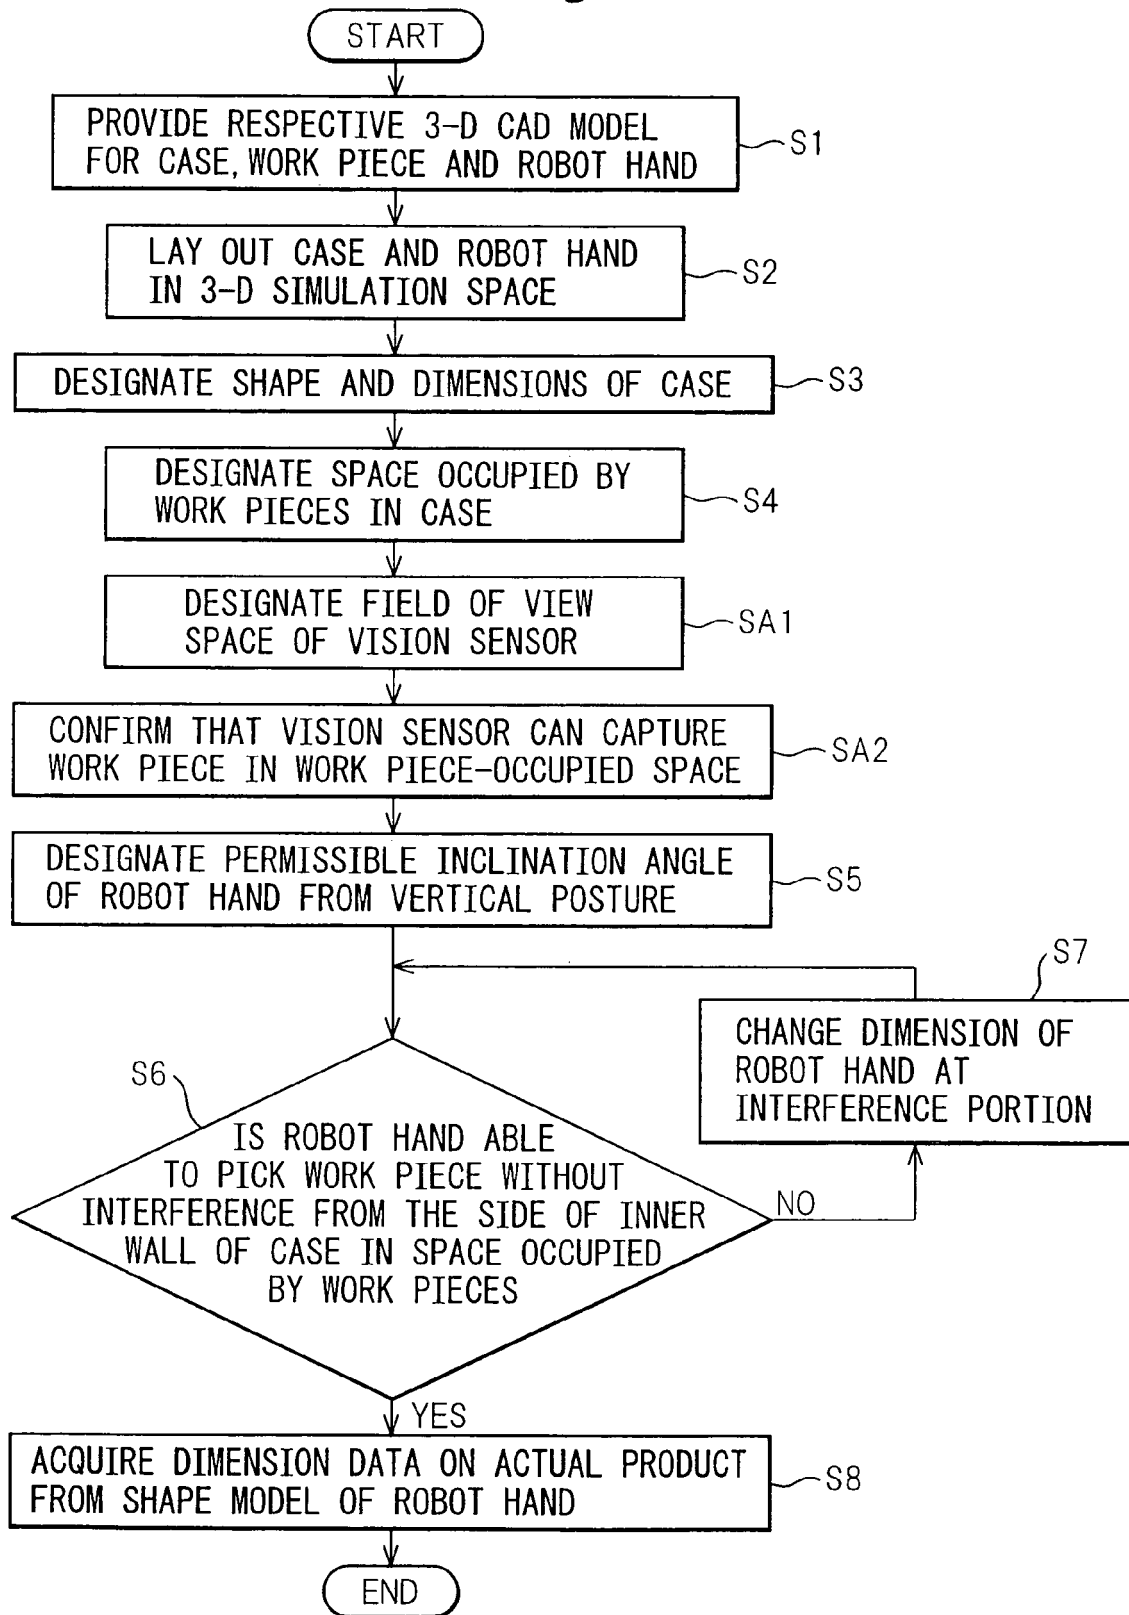 START
PROVIDE RESPECTIVE 3-D CAD MODEL
FOR CASE, WORK PIECE AND ROBOT HAND
S1
LAY OUT CASE AND ROBOT HAND
IN 3-D SIMULATION SPACE
S2
DESIGNATE SHAPE AND DIMENSIONS OF CASE
S3
DESIGNATE SPACE OCCUPIED BY
WORK PIECES IN CASE
S4
DESIGNATE FIELD OF VIEW
SPACE OF VISION SENSOR
SA1
CONFIRM THAT VISION SENSOR CAN CAPTURE
WORK PIECE IN WORK PIECE-OCCUPIED SPACE
SA2
DESIGNATE PERMISSIBLE INCLINATION ANGLE
OF ROBOT HAND FROM VERTICAL POSTURE
S5
S7
CHANGE DIMENSION OF
ROBOT HAND AT
INTERFERENCE PORTION
S6
IS ROBOT HAND ABLE
TO PICK WORK PIECE WITHOUT
INTERFERENCE FROM THE SIDE OF INNER
WALL OF CASE IN SPACE OCCUPIED
BY WORK PIECES
NO
YES
ACQUIRE DIMENSION DATA ON ACTUAL PRODUCT
FROM SHAPE MODEL OF ROBOT HAND
S8
END